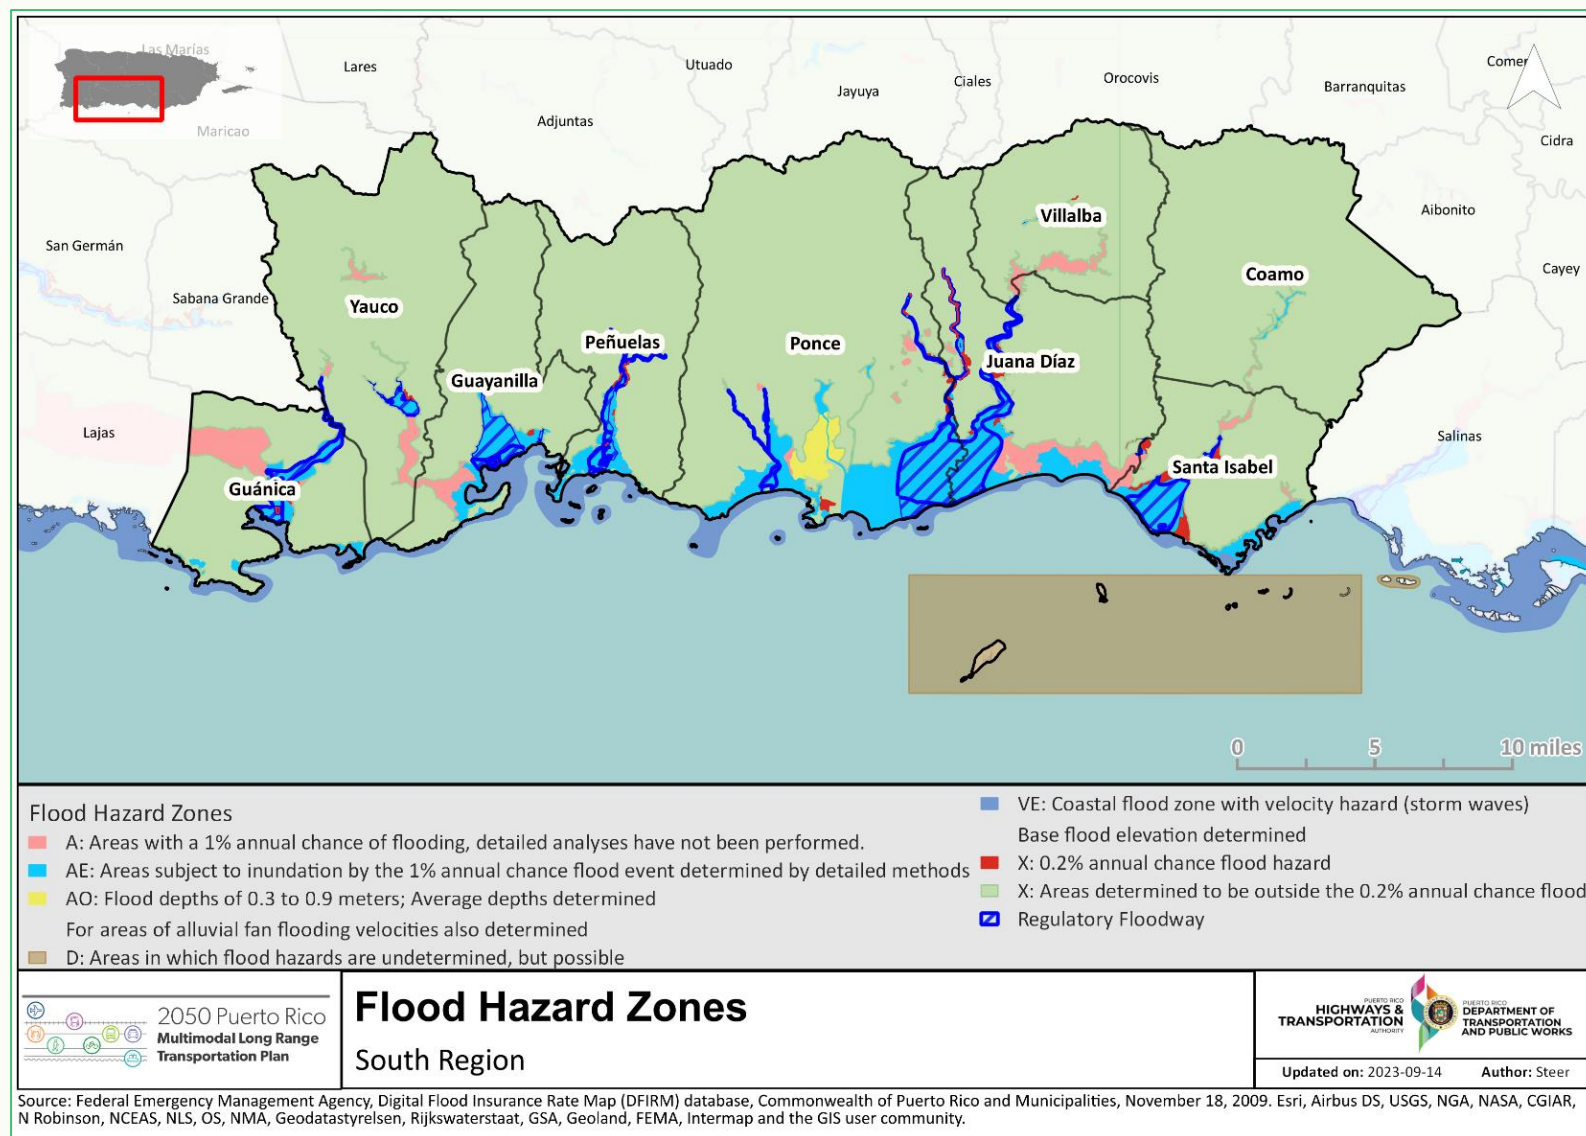 Las Marías
Lares
Utuado
Ciales
Orocovis
Comer
Jayuya
Barranquitas
Adjuntas
Maricao
Cidra
Villalba
Aibonito
San Germán
Coamo
Cayey
Sabana Grande
Yauco
Peñuelas
Ponce
Juana Díaz
Guayanilla
Lajas
Salinas
Santa Isabel
Guánica
0 5 10 miles
Flood Hazard Zones
A: Areas with a 1% annual chance of flooding, detailed analyses have not been performed.
AE: Areas subject to inundation by the 1% annual chance flood event determined by detailed methods
AO: Flood depths of 0.3 to 0.9 meters; Average depths determined
For areas of alluvial fan flooding velocities also determined
D: Areas in which flood hazards are undetermined, but possible
VE: Coastal flood zone with velocity hazard (storm waves)
Base flood elevation determined
X: 0.2% annual chance flood hazard
X: Areas determined to be outside the 0.2% annual chance flood
Regulatory Floodway
2050 Puerto Rico
Multimodal Long Range
Transportation Plan
Flood Hazard Zones
South Region
PUERTO RICO
HIGHWAYS &
TRANSPORTATION
AUTHORITY
PUERTO RICO
DEPARTMENT OF
TRANSPORTATION
AND PUBLIC WORKS
Updated on: 2023-09-14 Author: Steer
Source: Federal Emergency Management Agency, Digital Flood Insurance Rate Map (DFIRM) database, Commonwealth of Puerto Rico and Municipalities, November 18, 2009. Esri, Airbus DS, USGS, NGA, NASA, CGIAR,
N Robinson, NCEAS, NLS, OS, NMA, Geodatastyrelsen, Rijkswaterstaat, GSA, Geoland, FEMA, Intermap and the GIS user community.